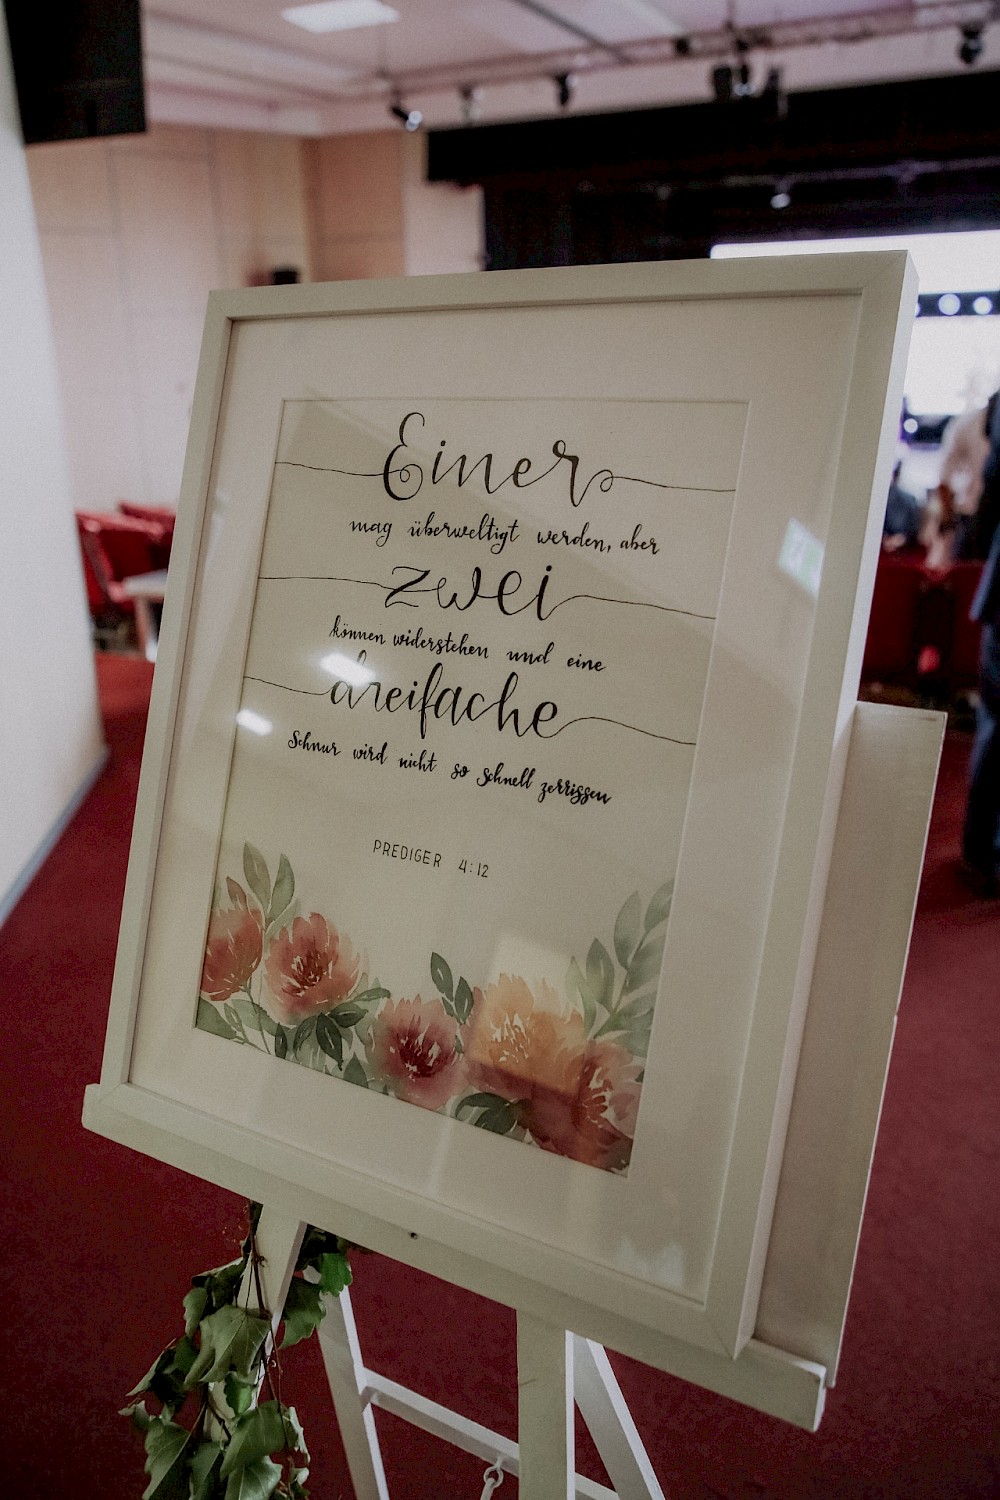 Einer
mag überweltigt werden, aber
zwei
können widerstehen und eine
dreifache
Schnur wird nicht so schnell zerrissen
PREDIGER 4:12